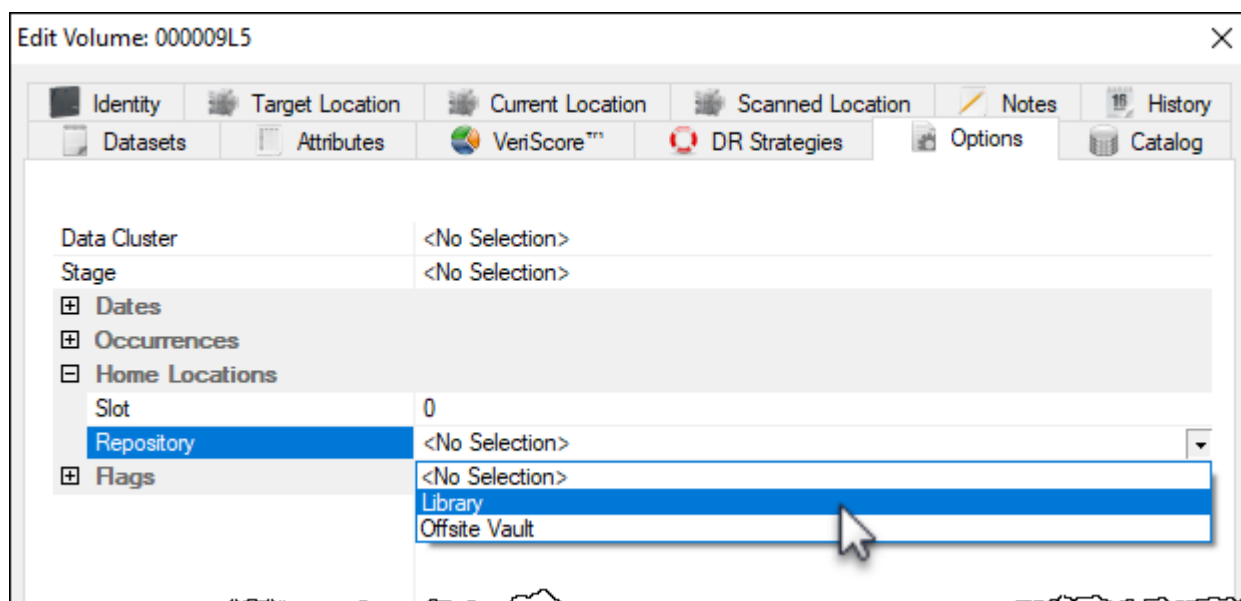 Edit Volume: 000009L5
Identity Target Location Current Location Scanned Location Notes 16 History
Datasets Attributes VeriScore™ DR Strategies Options Catalog
Data Cluster <No Selection>
Stage <No Selection>
Dates
Occurrences
Home Locations
Slot 0
Repository <No Selection>
Flags <No Selection>
Library
Offsite Vault